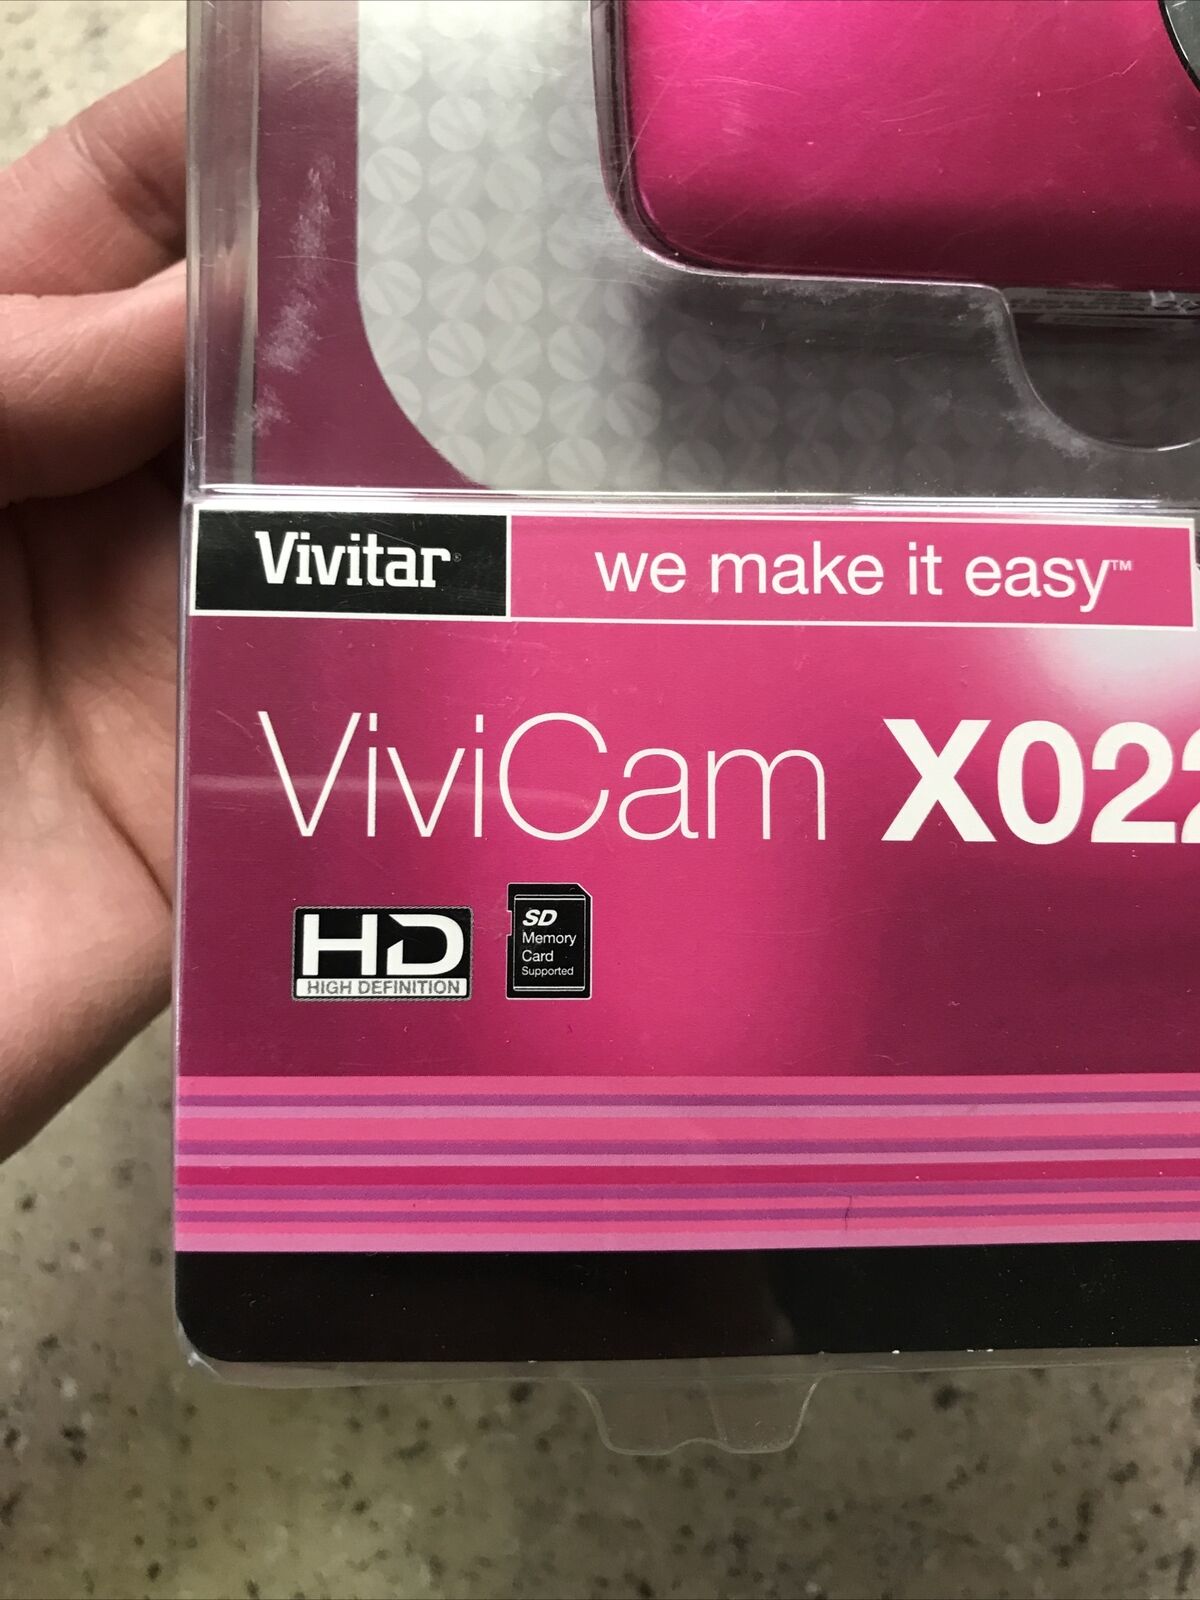 Vivitar®
we make it easy™
ViviCam X022
HD
HIGH DEFINITION
SD
Memory
Card
Supported